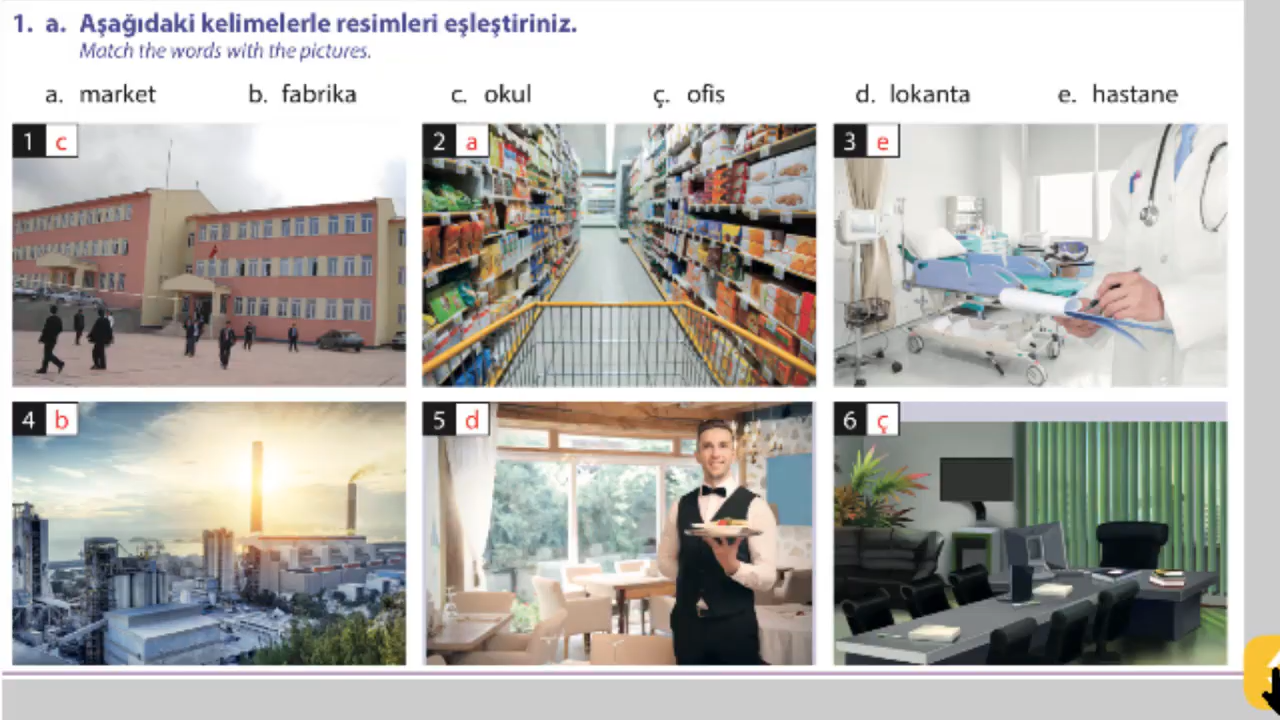 1. a. Aşağıdaki kelimelerle resimleri eşleştiriniz.
Match the words with the pictures.
a. market b. fabrika c. okul ç. ofis d. lokanta e. hastane
1 c 2 a 3 e
4 b 5 d 6 ç